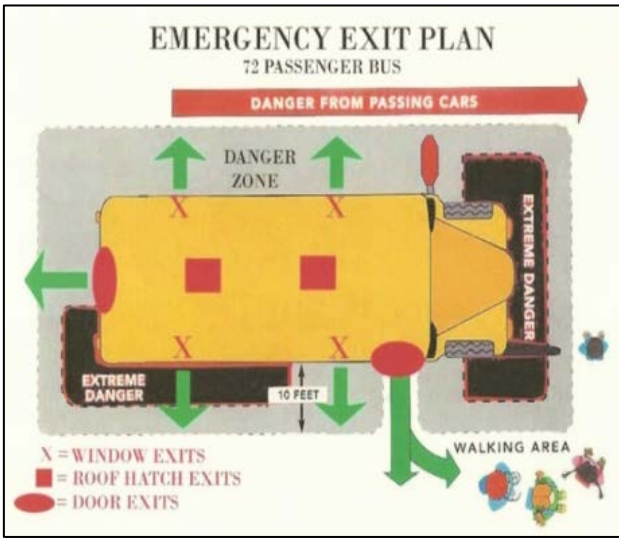 EMERGENCY EXIT PLAN
72 PASSENGER BUS
DANGER FROM PASSING CARS
DANGER
ZONE
X
X
EXTREME DANGER
X
X
EXTREME
DANGER
10 FEET
WALKING AREA
X = WINDOW EXITS
= ROOF HATCH EXITS
= DOOR EXITS